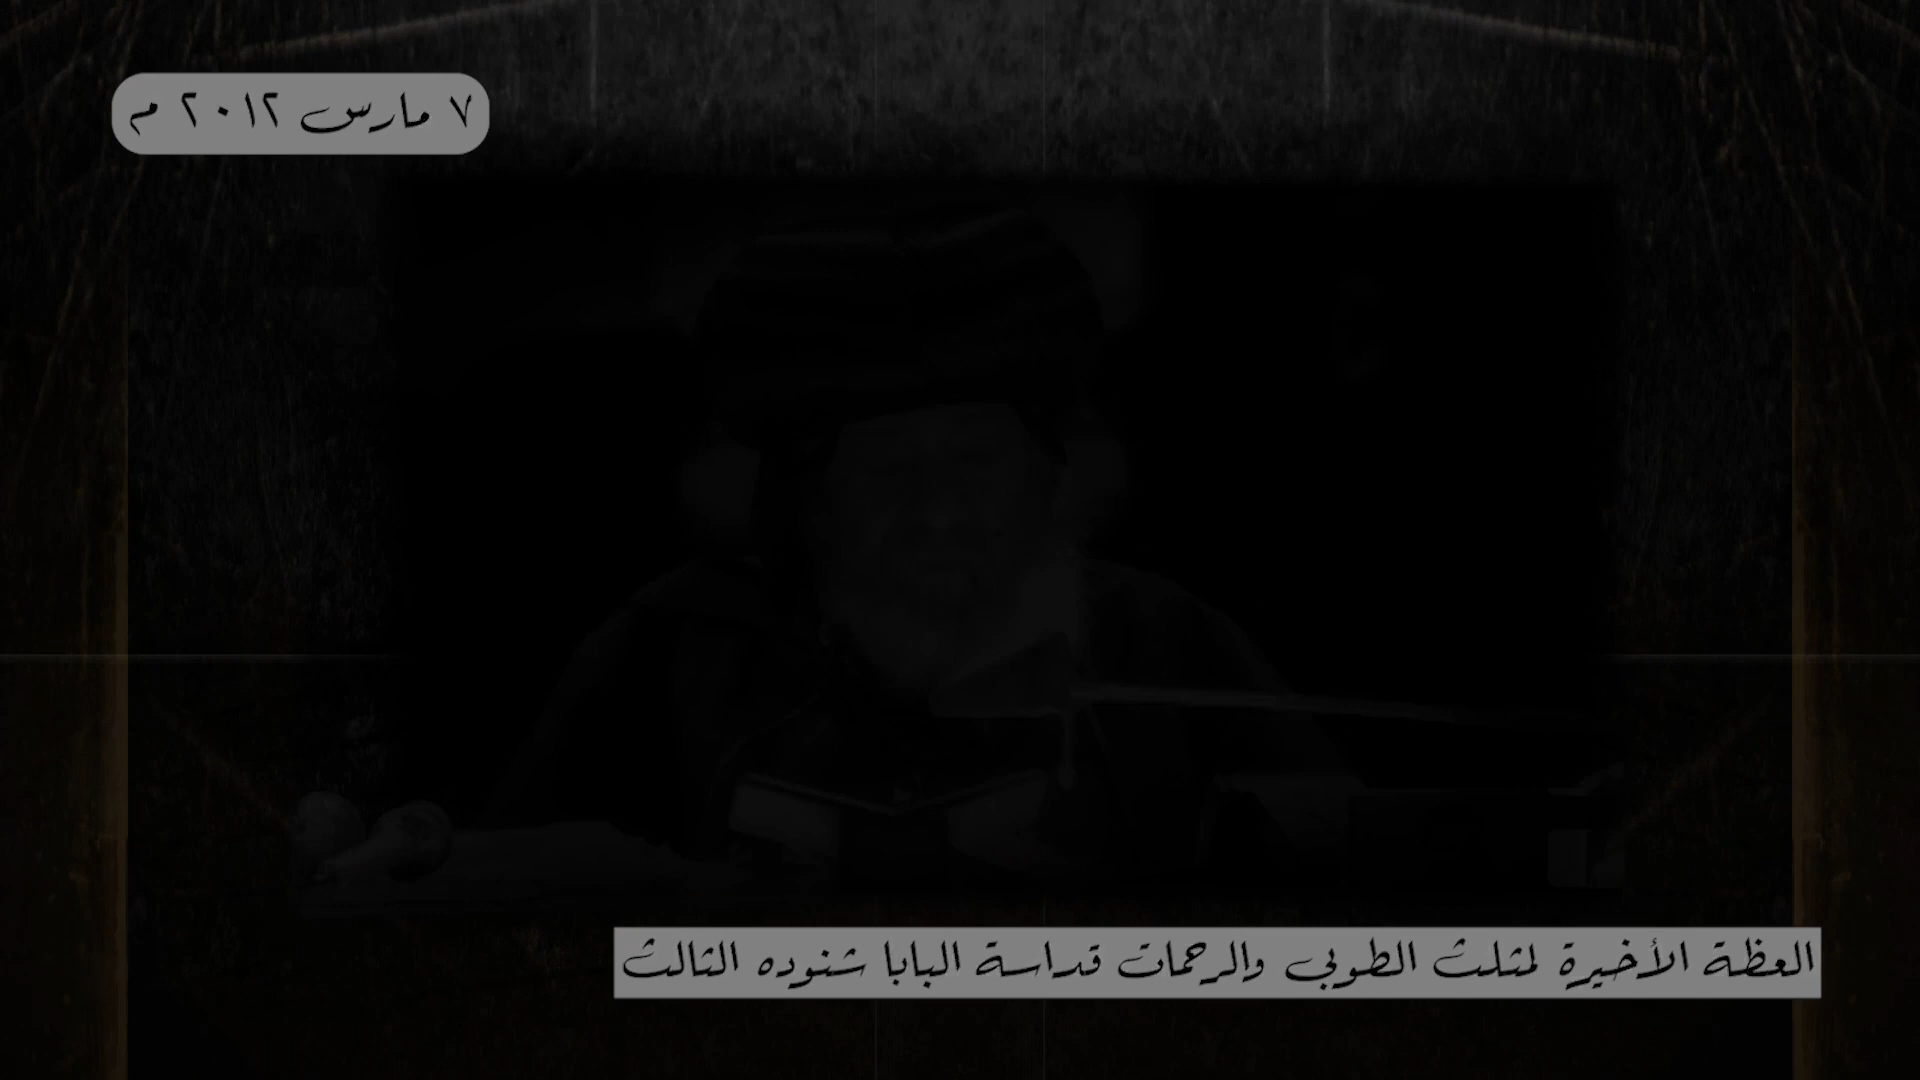 ٧ مارس ٢٠١٢ م
العظة الأخيرة لمثلث الطوبى والرحمات قداسة البابا شنوده الثالث